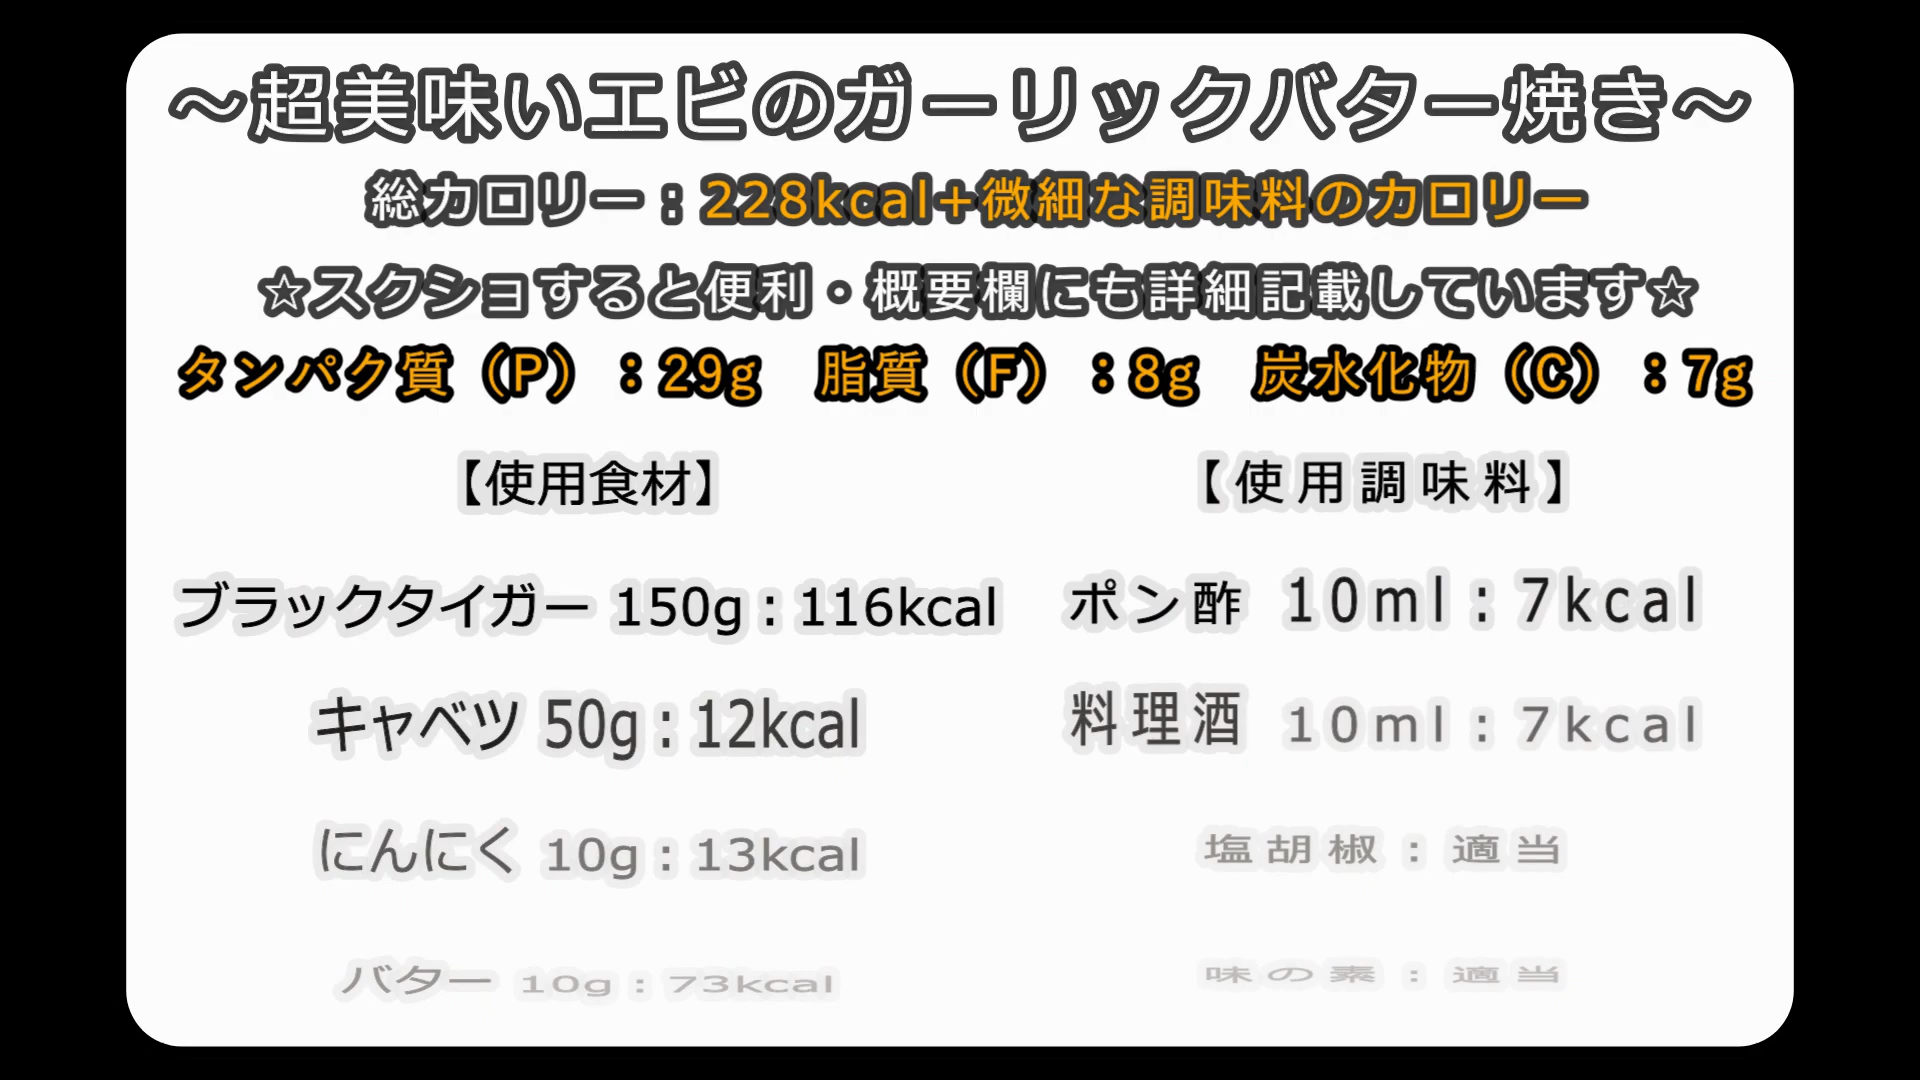 ～超美味いエビのガーリックバター焼き～
総カロリー：228kcal+微細な調味料のカロリー
☆スクショすると便利・概要欄にも詳細記載しています☆
タンパク質（P）：29g　脂質（F）：8g　炭水化物（C）：7g
【使用食材】
ブラックタイガー 150g：116kcal
キャベツ 50g：12kcal
にんにく 10g：13kcal
バター 10g：73kcal
【使用調味料】
ポン酢 10ml：7kcal
料理酒 10ml：7kcal
塩胡椒：適当
味の素：適当